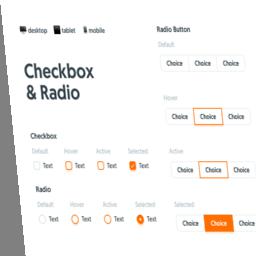 desktop tablet mobile
Checkbox
& Radio
Checkbox
Default Hover Active Selected
Text Text Text Text
Radio
Default Hover Active Selected
Text Text Text Text
Radio Button
Default
Choice Choice Choice
Hover
Choice Choice Choice
Active
Choice Choice Choice
Selected
Choice Choice Choice